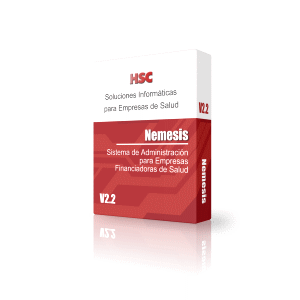 HSC
Soluciones Informáticas
para Empresas de Salud
Nemesis
Sistema de Administración
para Empresas
Financiadoras de Salud
V2.2
V2.2
Nemesis